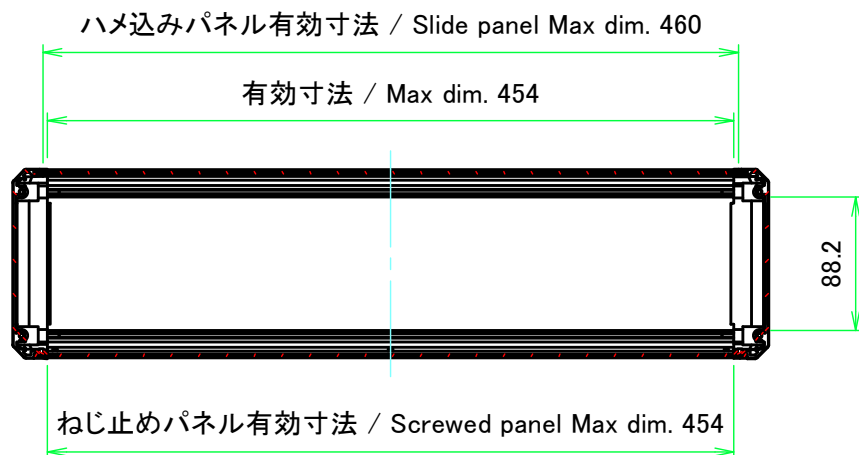 ハメ込みパネル有効寸法 / Slide panel Max dim. 460
有効寸法 / Max dim. 454
88.2
ねじ止めパネル有効寸法 / Screwed panel Max dim. 454